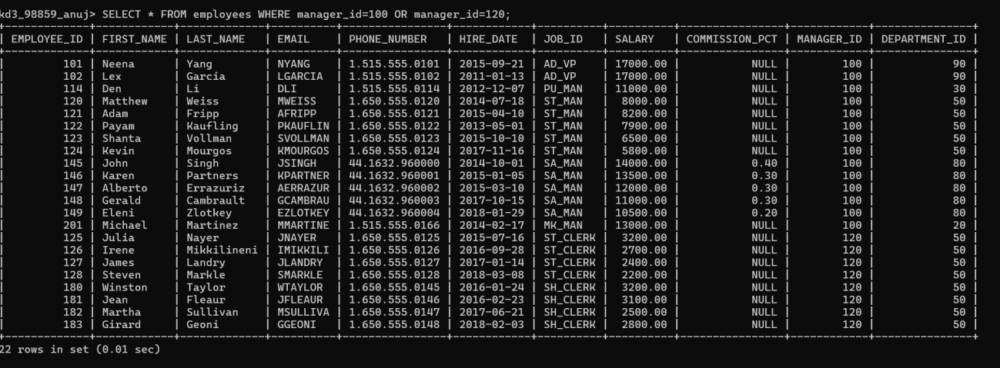 kd3_98859_anuj> SELECT * FROM employees WHERE manager_id=100 OR manager_id=120;
| EMPLOYEE_ID | FIRST_NAME | LAST_NAME | EMAIL | PHONE_NUMBER | HIRE_DATE | JOB_ID | SALARY | COMMISSION_PCT | MANAGER_ID | DEPARTMENT_ID |
| 101 | Neena | Yang | NYANG | 1.515.555.0101 | 2015-09-21 | AD_VP | 17000.00 | NULL | 100 | 90 |
| 102 | Lex | Garcia | LGARCIA | 1.515.555.0102 | 2011-01-13 | AD_VP | 17000.00 | NULL | 100 | 90 |
| 114 | Den | Li | DLI | 1.515.555.0114 | 2012-12-07 | PU_MAN | 11000.00 | NULL | 100 | 30 |
| 120 | Matthew | Weiss | MWEISS | 1.650.555.0120 | 2014-07-18 | ST_MAN | 8000.00 | NULL | 100 | 50 |
| 121 | Adam | Fripp | AFRIPP | 1.650.555.0121 | 2015-04-10 | ST_MAN | 8200.00 | NULL | 100 | 50 |
| 122 | Payam | Kaufling | PKAUFLIN | 1.650.555.0122 | 2013-05-01 | ST_MAN | 7900.00 | NULL | 100 | 50 |
| 123 | Shanta | Vollman | SVOLLMAN | 1.650.555.0123 | 2015-10-10 | ST_MAN | 6500.00 | NULL | 100 | 50 |
| 124 | Kevin | Mourgos | KMOURGOS | 1.650.555.0124 | 2017-11-16 | ST_MAN | 5800.00 | NULL | 100 | 50 |
| 145 | John | Singh | JSINGH | 44.1632.960000 | 2014-10-01 | SA_MAN | 14000.00 | 0.40 | 100 | 80 |
| 146 | Karen | Partners | KPARTNER | 44.1632.960001 | 2015-01-05 | SA_MAN | 13500.00 | 0.30 | 100 | 80 |
| 147 | Alberto | Errazuriz | AERRAZUR | 44.1632.960002 | 2015-03-10 | SA_MAN | 12000.00 | 0.30 | 100 | 80 |
| 148 | Gerald | Cambrault | GCAMBRAU | 44.1632.960003 | 2017-10-15 | SA_MAN | 11000.00 | 0.30 | 100 | 80 |
| 149 | Eleni | Zlotkey | EZLOTKEY | 44.1632.960004 | 2018-01-29 | SA_MAN | 10500.00 | 0.20 | 100 | 80 |
| 201 | Michael | Martinez | MMARTINE | 1.515.555.0166 | 2014-02-17 | MK_MAN | 13000.00 | NULL | 100 | 20 |
| 125 | Julia | Nayer | JNAYER | 1.650.555.0125 | 2015-07-16 | ST_CLERK | 3200.00 | NULL | 120 | 50 |
| 126 | Irene | Mikkilineni | IMIKKILI | 1.650.555.0126 | 2016-09-28 | ST_CLERK | 2700.00 | NULL | 120 | 50 |
| 127 | James | Landry | JLANDRY | 1.650.555.0127 | 2017-01-14 | ST_CLERK | 2400.00 | NULL | 120 | 50 |
| 128 | Steven | Markle | SMARKLE | 1.650.555.0128 | 2018-03-08 | ST_CLERK | 2200.00 | NULL | 120 | 50 |
| 180 | Winston | Taylor | WTAYLOR | 1.650.555.0145 | 2016-01-24 | SH_CLERK | 3200.00 | NULL | 120 | 50 |
| 181 | Jean | Fleaur | JFLEAUR | 1.650.555.0146 | 2016-02-23 | SH_CLERK | 3100.00 | NULL | 120 | 50 |
| 182 | Martha | Sullivan | MSULLIVA | 1.650.555.0147 | 2017-06-21 | SH_CLERK | 2500.00 | NULL | 120 | 50 |
| 183 | Girard | Geoni | GGEONI | 1.650.555.0148 | 2018-02-03 | SH_CLERK | 2800.00 | NULL | 120 | 50 |
22 rows in set (0.01 sec)